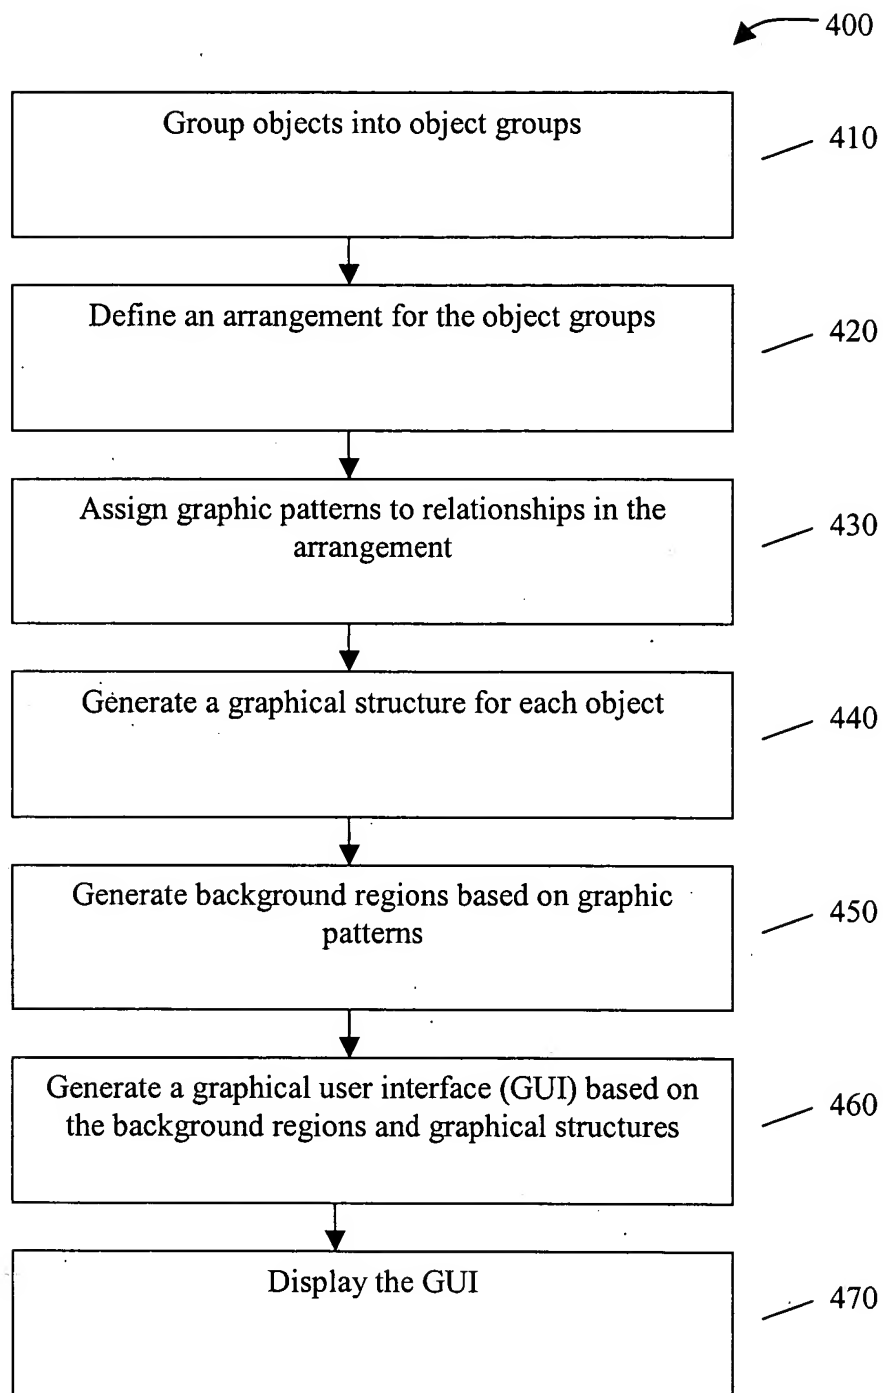 400
Group objects into object groups
410
Define an arrangement for the object groups
420
Assign graphic patterns to relationships in the
arrangement
430
Generate a graphical structure for each object
440
Generate background regions based on graphic
patterns
450
Generate a graphical user interface (GUI) based on
the background regions and graphical structures
460
Display the GUI
470